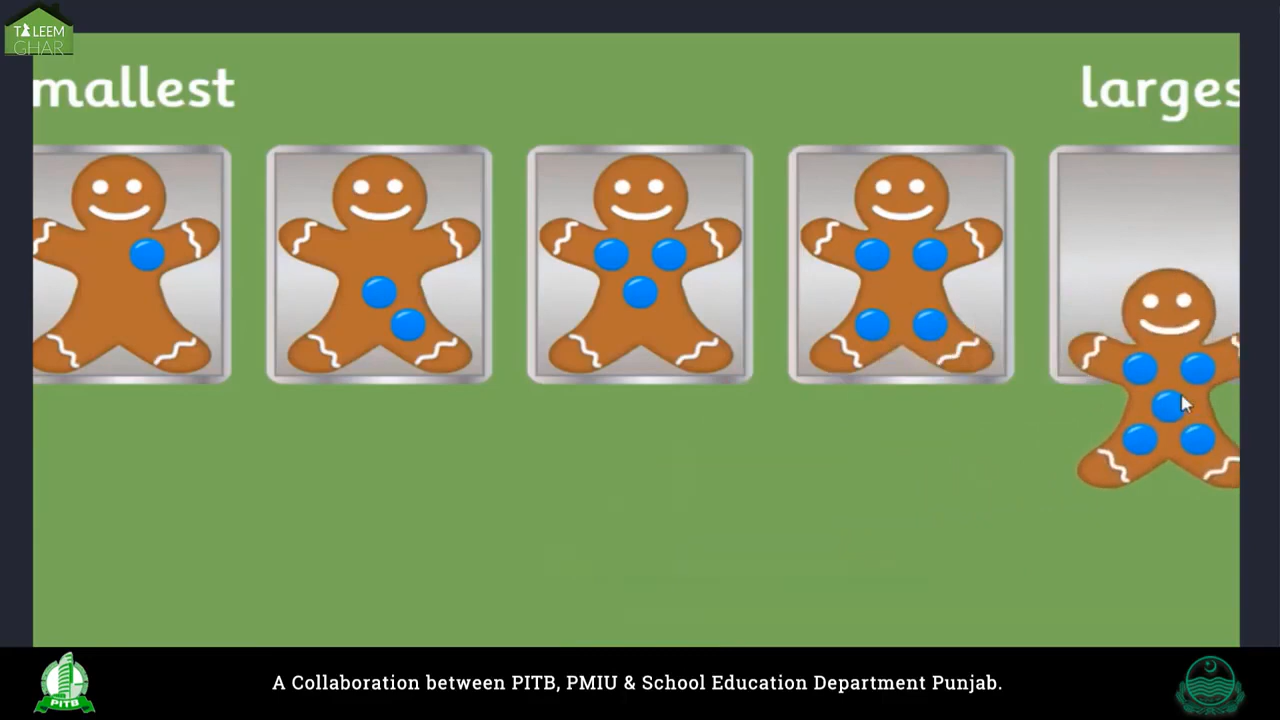 TALEEM
GHAR
mallest
larges
A Collaboration between PITB, PMIU & School Education Department Punjab.
PITB